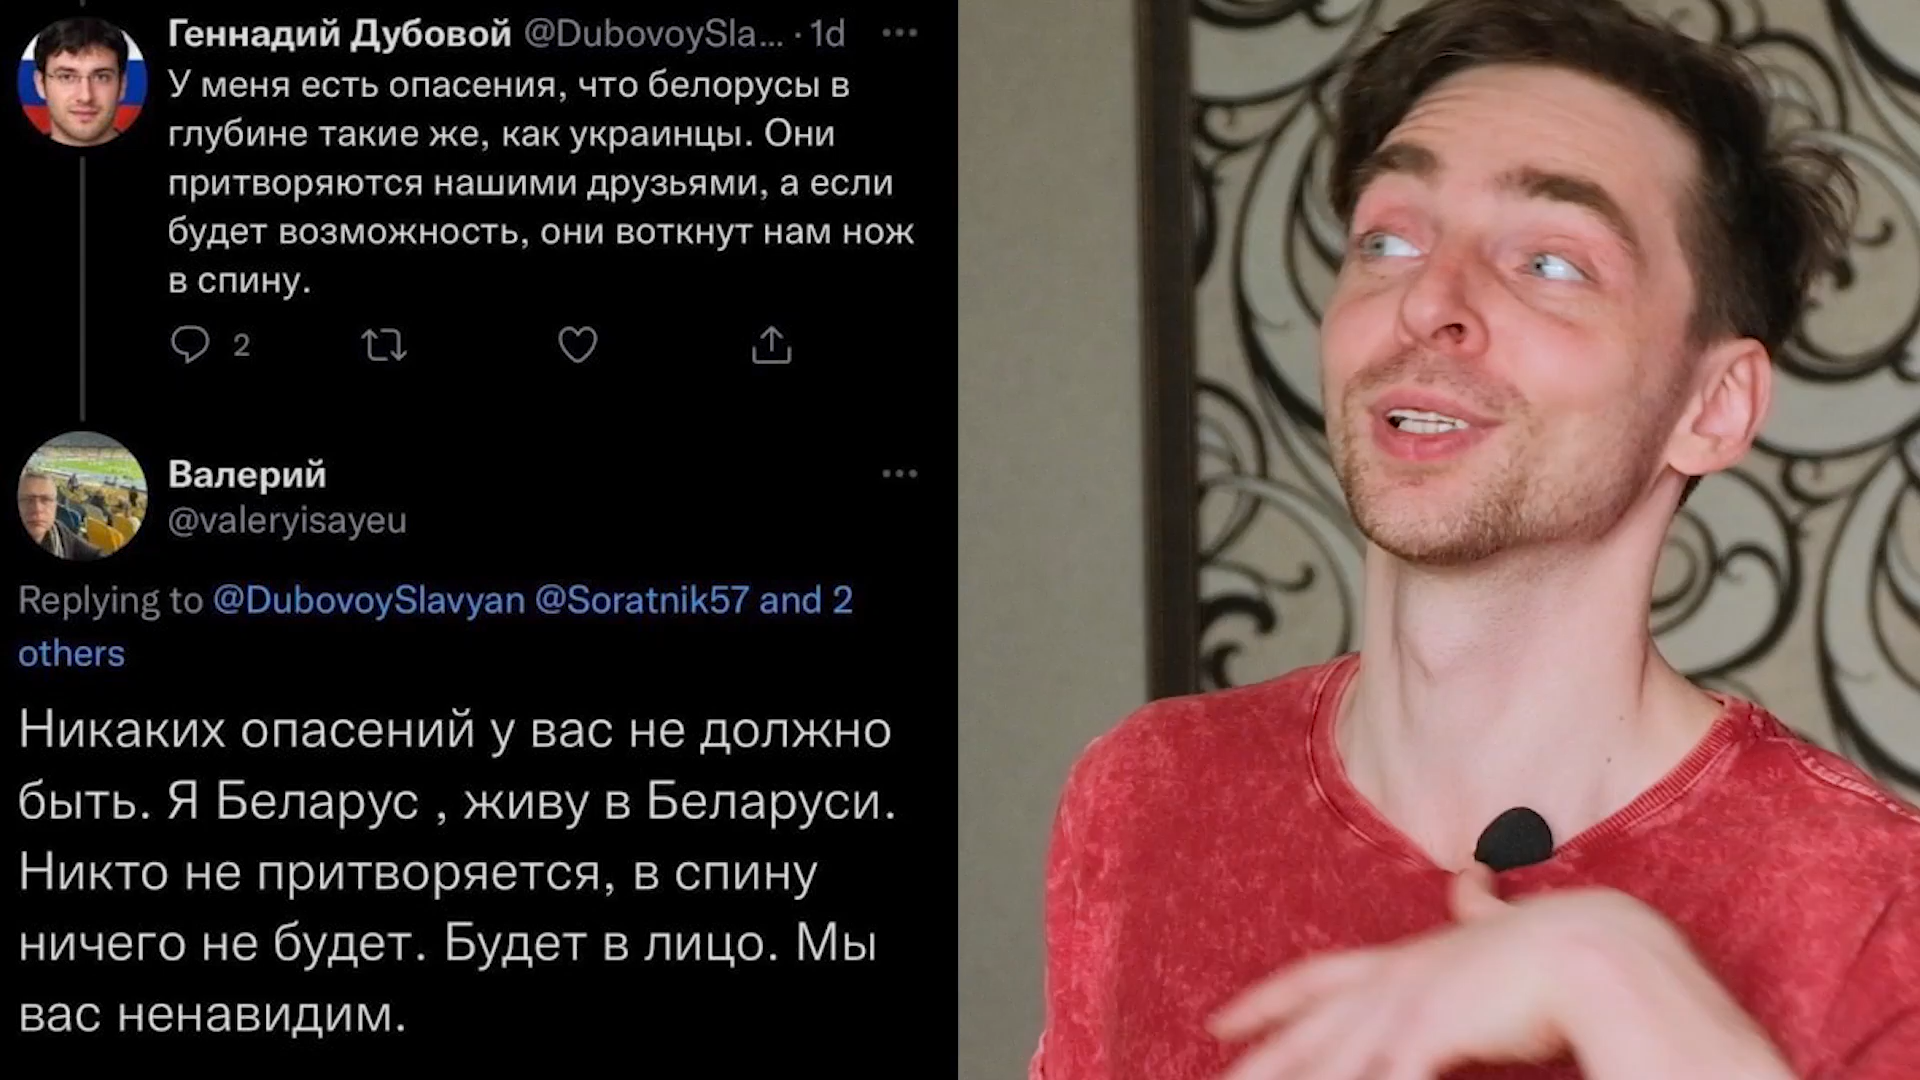 Геннадий Дубовой @DubovoySla... · 1d
У меня есть опасения, что белорусы в
глубине такие же, как украинцы. Они
притворяются нашими друзьями, а если
будет возможность, они воткнут нам нож
в спину.
2
Валерий
@valeryisayeu
Replying to @DubovoySlavyan @Soratnik57 and 2
others
Никаких опасений у вас не должно
быть. Я Беларус , живу в Беларуси.
Никто не притворяется, в спину
ничего не будет. Будет в лицо. Мы
вас ненавидим.